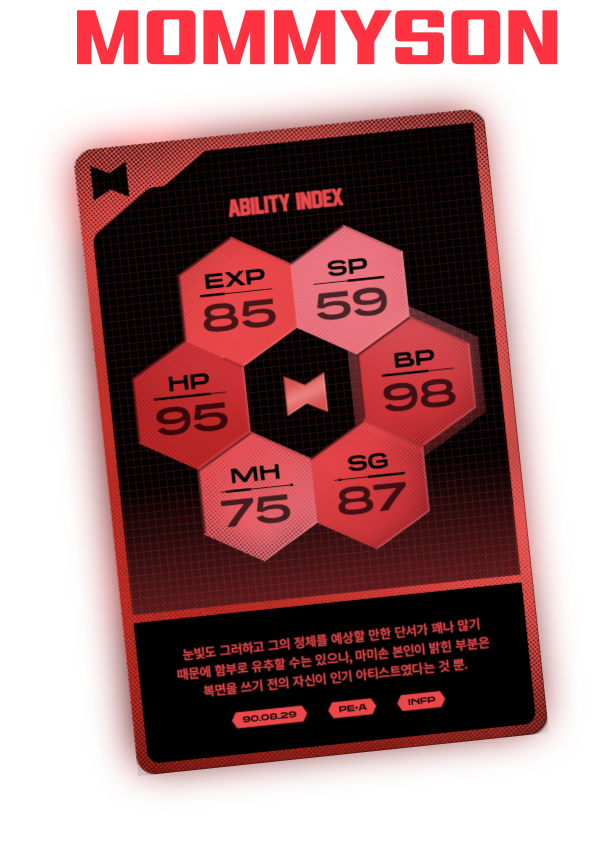 MOMMYSON
ABILITY INDEX
EXP
85
SP
59
HP
95
BP
98
MH
75
SG
87
눈빛도 그러하고 그의 정체를 예상할 만한 단서가 꽤나 많기
때문에 함부로 유추할 수는 있으나, 마미손 본인이 밝힌 부분은
복면을 쓰기 전의 자신이 인기 아티스트였다는 것 뿐.
90.08.29
PE·A
INFP